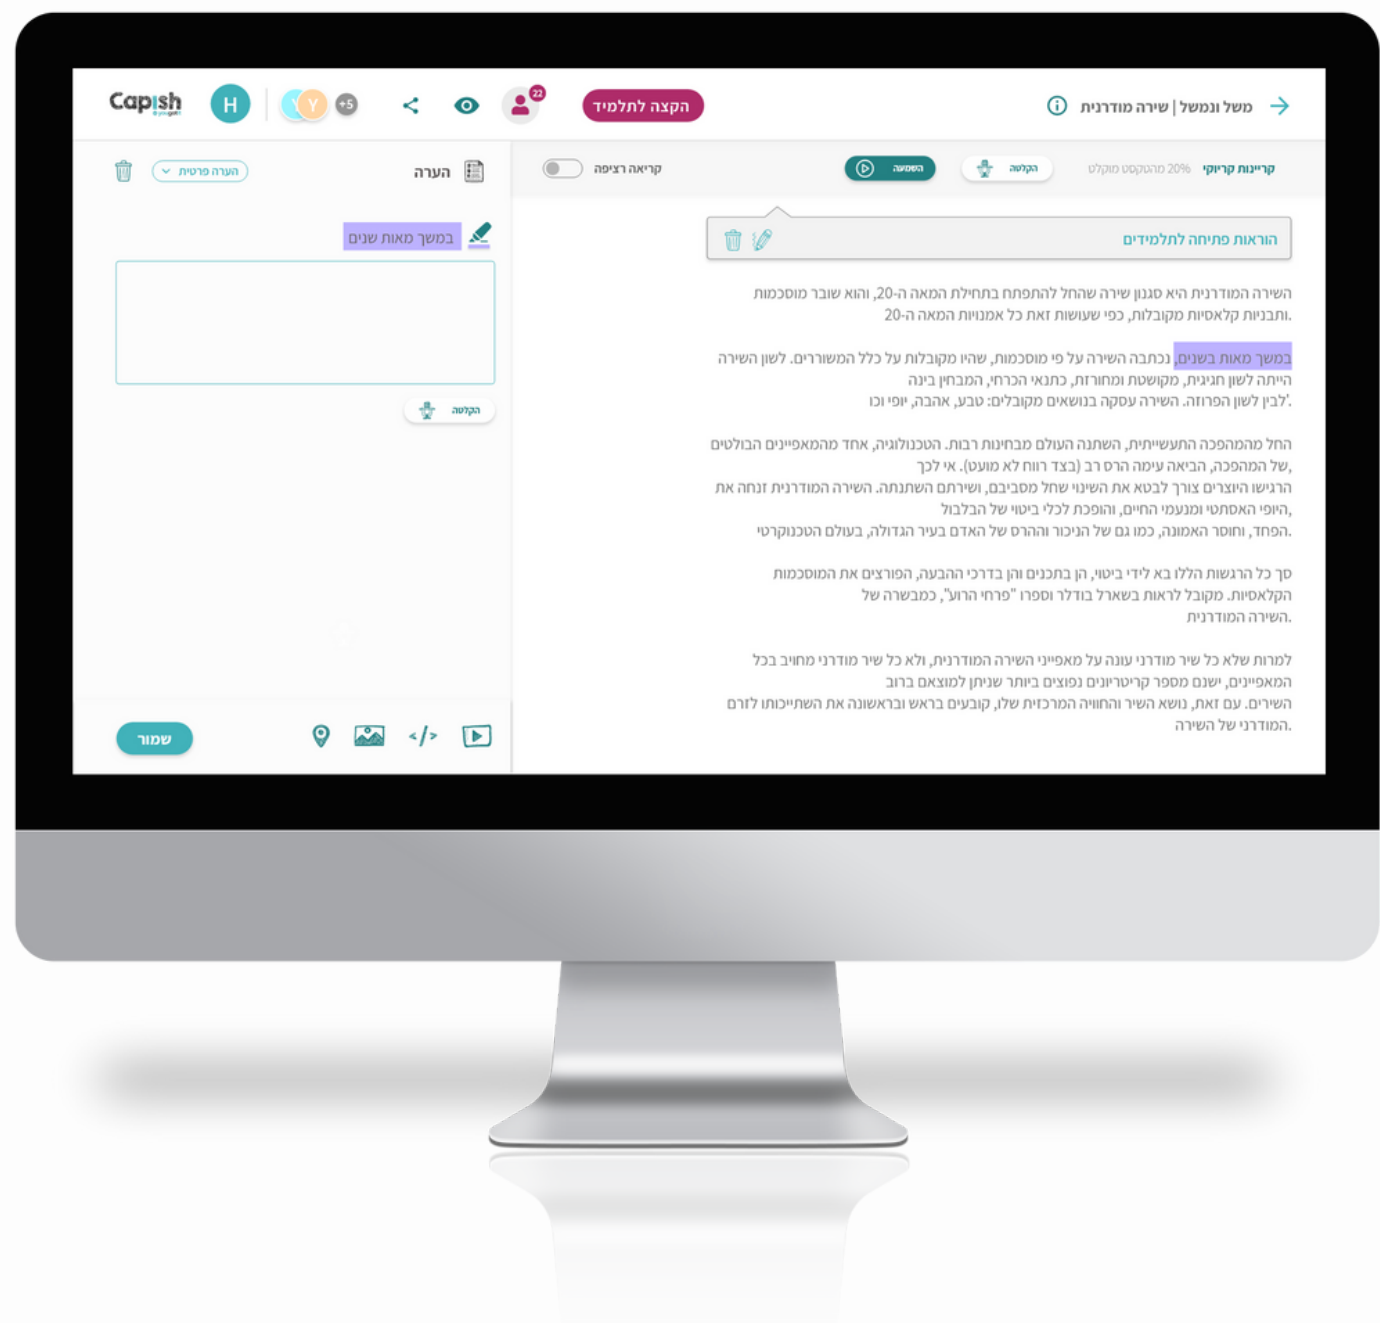 משל ונמשל | שירה מודרנית
הקצה לתלמיד
22
+5
Y
H
Capish
קריינות קריוקי
20% מהטקסט מוקלט
הקלטה
השמעה
קריאה רציפה
הוראות פתיחה לתלמידים
השירה המודרנית היא סגנון שירה שהחל להתפתח בתחילת המאה ה-20, והוא שובר מוסכמות
.ותבניות קלאסיות מקובלות, כפי שעושות זאת כל אמנויות המאה ה-20
במשך מאות בשנים, נכתבה השירה על פי מוסכמות, שהיו מקובלות על כלל המשוררים. לשון השירה
הייתה לשון חגיגית, מקושטת ומחורזת, כתנאי הכרחי, המבחין בינה
.'לבין לשון הפרוזה. השירה עסקה בנושאים מקובלים: טבע, אהבה, יופי וכו
החל מהמהפכה התעשייתית, השתנה העולם מבחינות רבות. הטכנולוגיה, אחד מהמאפיינים הבולטים
,של המהפכה, הביאה עימה הרס רב (בצד רווח לא מועט). אי לכך
הרגישו היוצרים צורך לבטא את השינוי שחל מסביבם, ושירתם השתנתה. השירה המודרנית זנחה את
,היופי האסתטי ומנעמי החיים, והופכת לכלי ביטוי של הבלבול
.הפחד, וחוסר האמונה, כמו גם של הניכור וההרס של האדם בעיר הגדולה, בעולם הטכנוקרטי
סך כל הרגשות הללו בא לידי ביטוי, הן בתכנים והן בדרכי ההבעה, הפורצים את המוסכמות
הקלאסיות. מקובל לראות בשארל בודלר וספרו "פרחי הרוע", כמבשרה של
.השירה המודרנית
למרות שלא כל שיר מודרני עונה על מאפייני השירה המודרנית, ולא כל שיר מודרני מחויב בכל
המאפיינים, ישנם מספר קריטריונים נפוצים ביותר שניתן למוצאם ברוב
השירים. עם זאת, נושא השיר והחוויה המרכזית שלו, קובעים בראש ובראשונה את השתייכותו לזרם
.המודרני של השירה
הערה
הערה פרטית
במשך מאות שנים
הקלטה
שמור